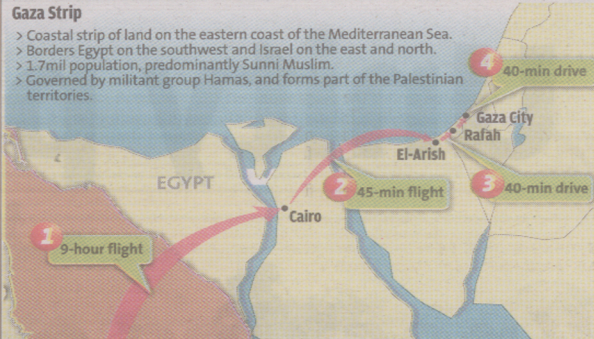 Gaza Strip
> Coastal strip of land on the eastern coast of the Mediterranean Sea.
> Borders Egypt on the southwest and Israel on the east and north.
> 1.7mil population, predominantly Sunni Muslim.
> Governed by militant group Hamas, and forms part of the Palestinian
territories.
4
40-min drive
Gaza City
Rafah
El-Arish
EGYPT
2
45-min flight
3
40-min drive
Cairo
1
9-hour flight